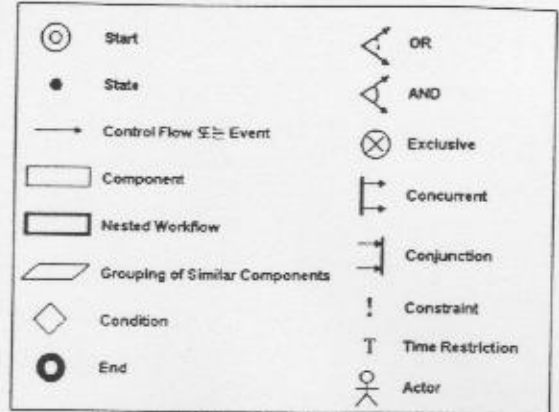 Start
State
Control Flow 또는 Event
Component
Nested Workflow
Grouping of Similar Components
Condition
End
OR
AND
Exclusive
Concurrent
Conjunction
! Constraint
T Time Restriction
Actor